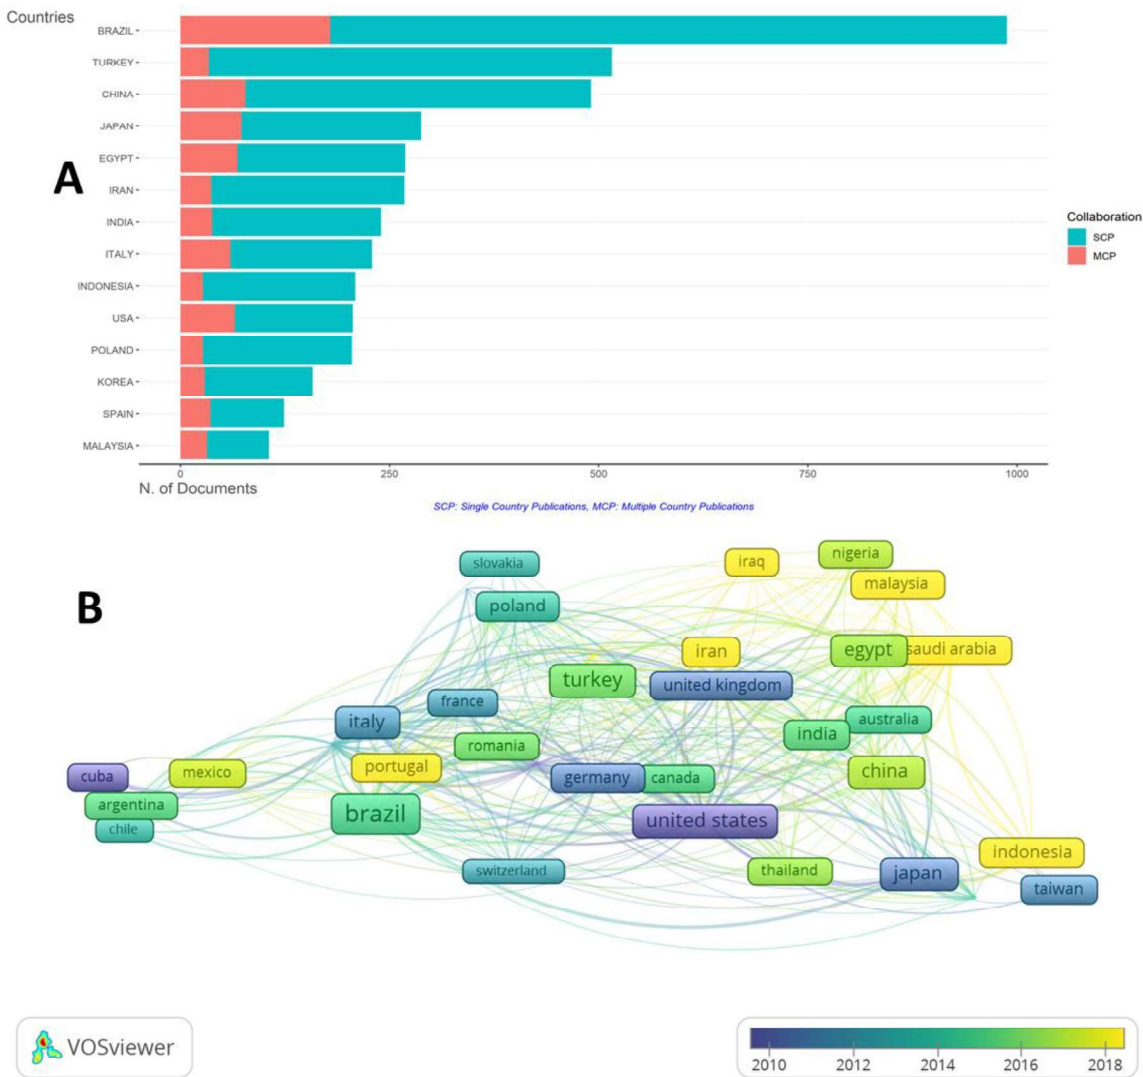 Countries
BRAZIL
TURKEY
CHINA
JAPAN
EGYPT
IRAN
INDIA
ITALY
INDONESIA
USA
POLAND
KOREA
SPAIN
MALAYSIA
A
Collaboration
SCP
MCP
0 250 500 750 1000
N. of Documents
SCP: Single Country Publications, MCP: Multiple Country Publications
B
slovakia
iraq
nigeria
malaysia
poland
iran
egypt
saudi arabia
turkey
united kingdom
france
italy
australia
india
romania
portugal
mexico
cuba
germany
canada
china
argentina
chile
brazil
united states
indonesia
switzerland
thailand
japan
taiwan
VOSviewer
2010 2012 2014 2016 2018